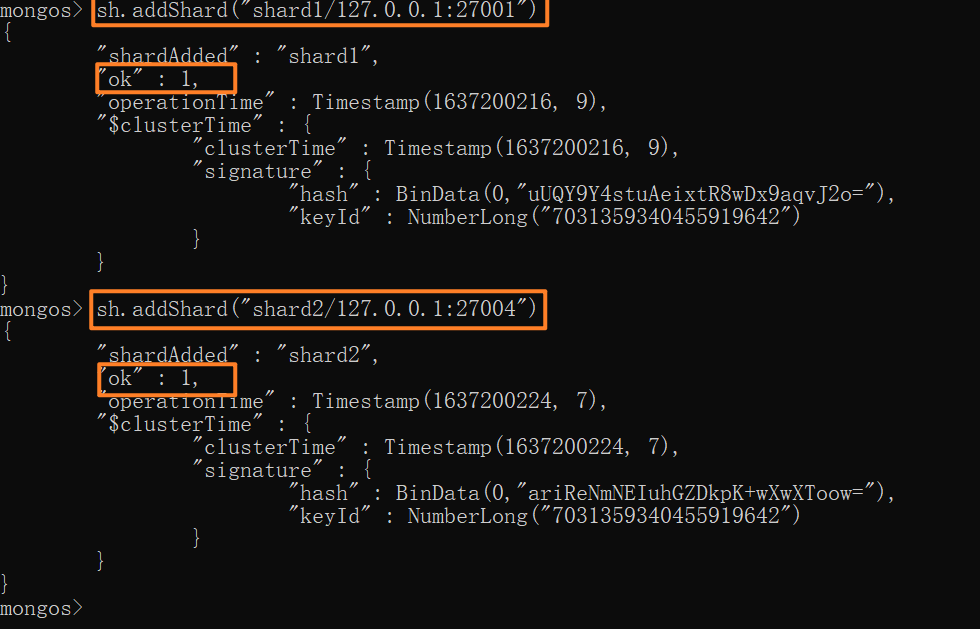 mongos> sh.addShard("shard1/127.0.0.1:27001")
{
        "shardAdded" : "shard1",
        "ok" : 1,
        "operationTime" : Timestamp(1637200216, 9),
        "$clusterTime" : {
                "clusterTime" : Timestamp(1637200216, 9),
                "signature" : {
                        "hash" : BinData(0,"uUQY9Y4stuAeixtR8wDx9aqvJ2o="),
                        "keyId" : NumberLong("7031359340455919642")
                }
        }
}
mongos> sh.addShard("shard2/127.0.0.1:27004")
{
        "shardAdded" : "shard2",
        "ok" : 1,
        "operationTime" : Timestamp(1637200224, 7),
        "$clusterTime" : {
                "clusterTime" : Timestamp(1637200224, 7),
                "signature" : {
                        "hash" : BinData(0,"ariReNmNEIuhGZDkpK+wXwXToow="),
                        "keyId" : NumberLong("7031359340455919642")
                }
        }
}
mongos>